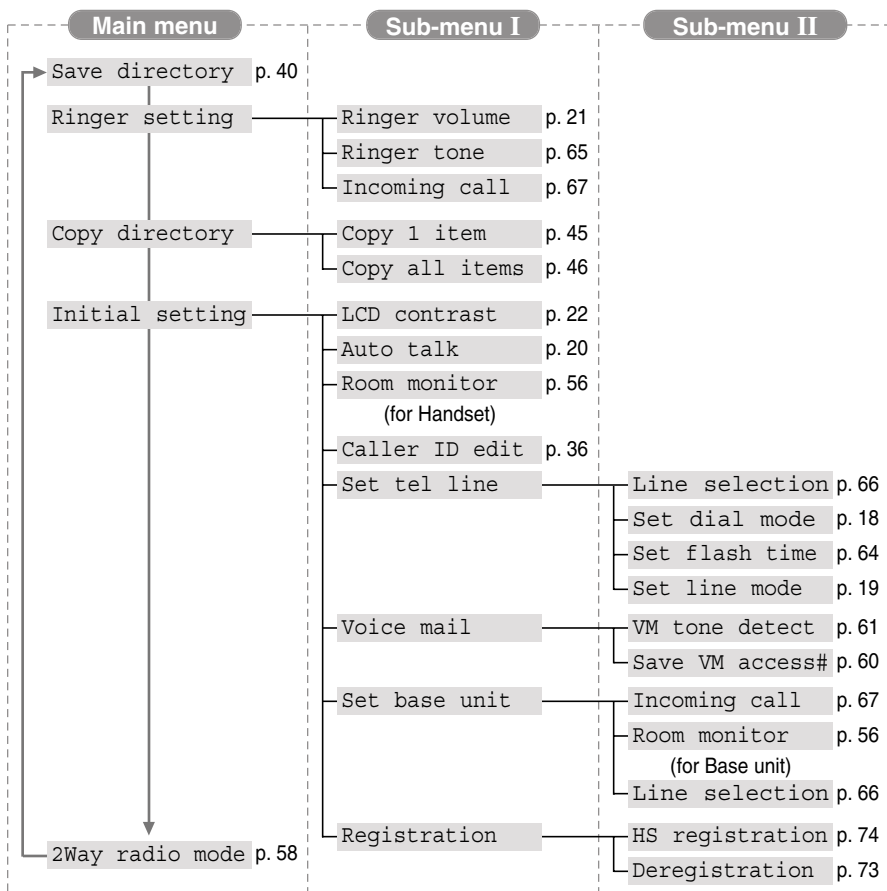 Main menu Sub-menu I Sub-menu II
Save directory p. 40
Ringer setting Ringer volume p. 21
Ringer tone p. 65
Incoming call p. 67
Copy directory Copy 1 item p. 45
Copy all items p. 46
Initial setting LCD contrast p. 22
Auto talk p. 20
Room monitor p. 56
(for Handset)
Caller ID edit p. 36
Set tel line Line selection p. 66
Set dial mode p. 18
Set flash time p. 64
Set line mode p. 19
Voice mail VM tone detect p. 61
Save VM access# p. 60
Set base unit Incoming call p. 67
Room monitor p. 56
(for Base unit)
Line selection p. 66
Registration HS registration p. 74
2Way radio mode p. 58 Deregistration p. 73